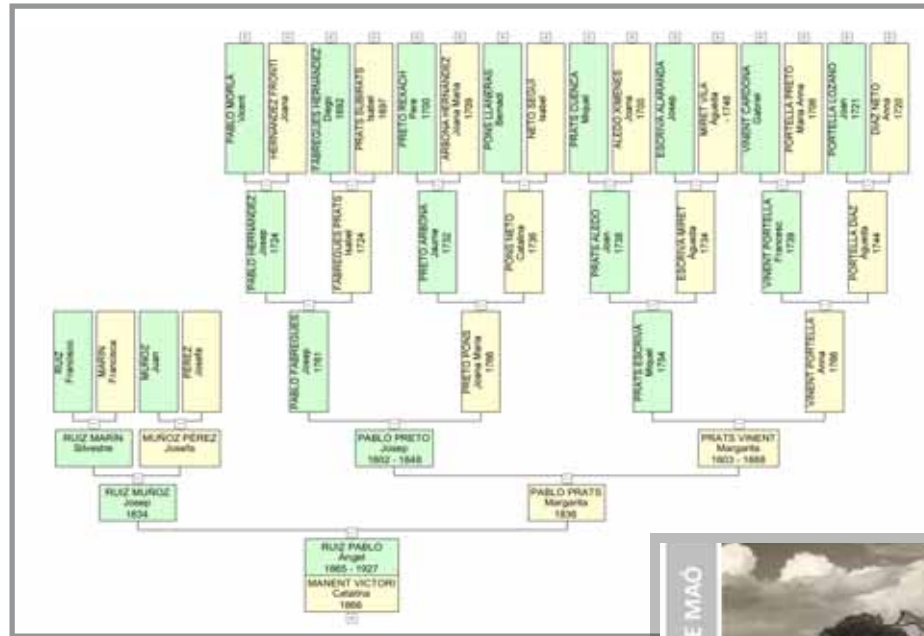 PABLO MORLA
Vicent
HERNANDEZ FRONTI
Joana
FABREGUES HERNANDEZ
Diego
1692
PRATS SUBIRATS
Isabel
1697
PRETO REXACH
Pere
1700
ARBONA HERNANDEZ
Joana Maria
1709
PONS LLANERAS
Bernadi
NETO SEGUI
Isabel
PRATS CUENCA
Miquel
ALEDO XIMENES
Joana
1700
ESCRIVA ALARANDA
Josep
MIRET VILA
Agueda
- 1748
VINENT CARDONA
Gabriel
PORTELLA PRETO
Maria Anna
1708
PORTELLA LOZANO
Joan
1721
DIAZ NETO
Anna
1720
PABLO HERNANDEZ
Josep
1724
FABREGUES PRATS
Isabel
1724
PRETO ARBONA
Jaume
1732
PONS NETO
Catalina
1736
PRATS ALEDO
Joan
1738
ESCRIVA MIRET
Agueda
1734
VINENT PORTELLA
Francesc
1739
PORTELLA DIAZ
Agueda
1744
RUIZ
Francisco
MARIN
Francisca
MUÑOZ
Juan
PEREZ
Josefa
PABLO FABREGUES
Josep
1761
PRETO PONS
Joana Maria
1766
PRATS ESCRIVA
Miquel
VINENT PORTELLA
Anna
1766
RUIZ MARÍN
Silvestre
MUÑOZ PÉREZ
Josefa
PABLO PRETO
Josep
1802 - 1848
PRATS VINENT
Margarita
1803 - 1888
RUIZ MUÑOZ
Josep
1834
PABLO PRATS
Margarita
1836
RUIZ PABLO
Àngel
1865 - 1927
MANENT VICTORI
Catalina
1866
E MAÓ